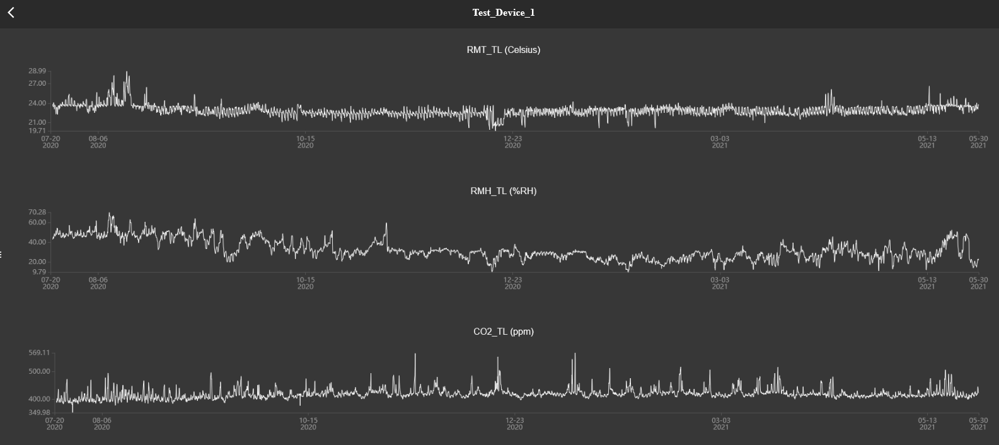 Test_Device_1
RMT_TL (Celsius)
28.99
27.00
24.00
21.00
19.71
07-20 08-06 10-15 12-23 03-03 05-13 05-30
2020 2020 2020 2020 2021 2021 2021
RMH_TL (%RH)
70.28
60.00
40.00
20.00
9.79
07-20 08-06 10-15 12-23 03-03 05-13 05-30
2020 2020 2020 2020 2021 2021 2021
CO2_TL (ppm)
569.11
500.00
400.00
349.98
07-20 08-06 10-15 12-23 03-03 05-13 05-30
2020 2020 2020 2020 2021 2021 2021